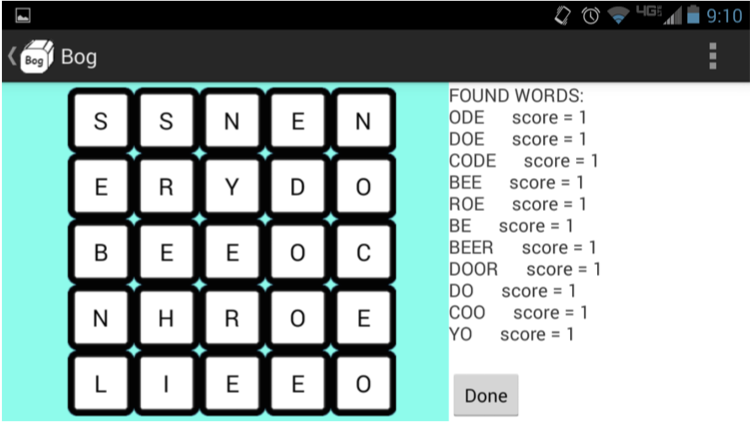 4G 9:10
Bog Bog
S S N E N
E R Y D O
B E E O C
N H R O E
L I E E O
FOUND WORDS:
ODE score = 1
DOE score = 1
CODE score = 1
BEE score = 1
ROE score = 1
BE score = 1
BEER score = 1
DOOR score = 1
DO score = 1
COO score = 1
YO score = 1
Done